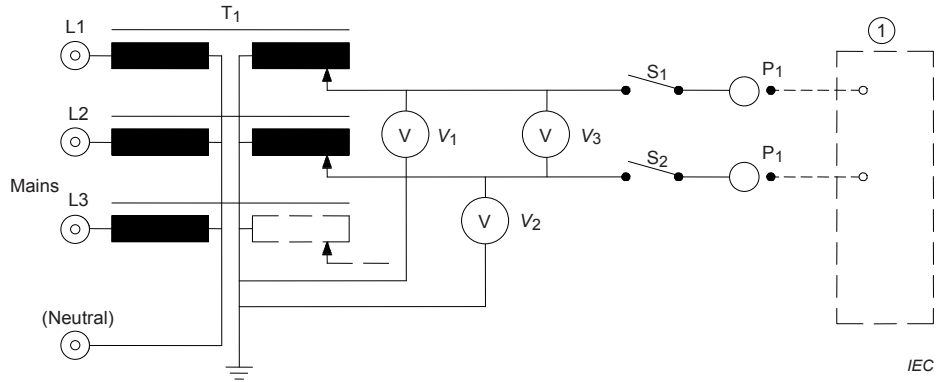 T1
1
L1
S1
P1
V
V1
V
V3
L2
S2
P1
Mains
L3
V
V2
(Neutral)
IEC